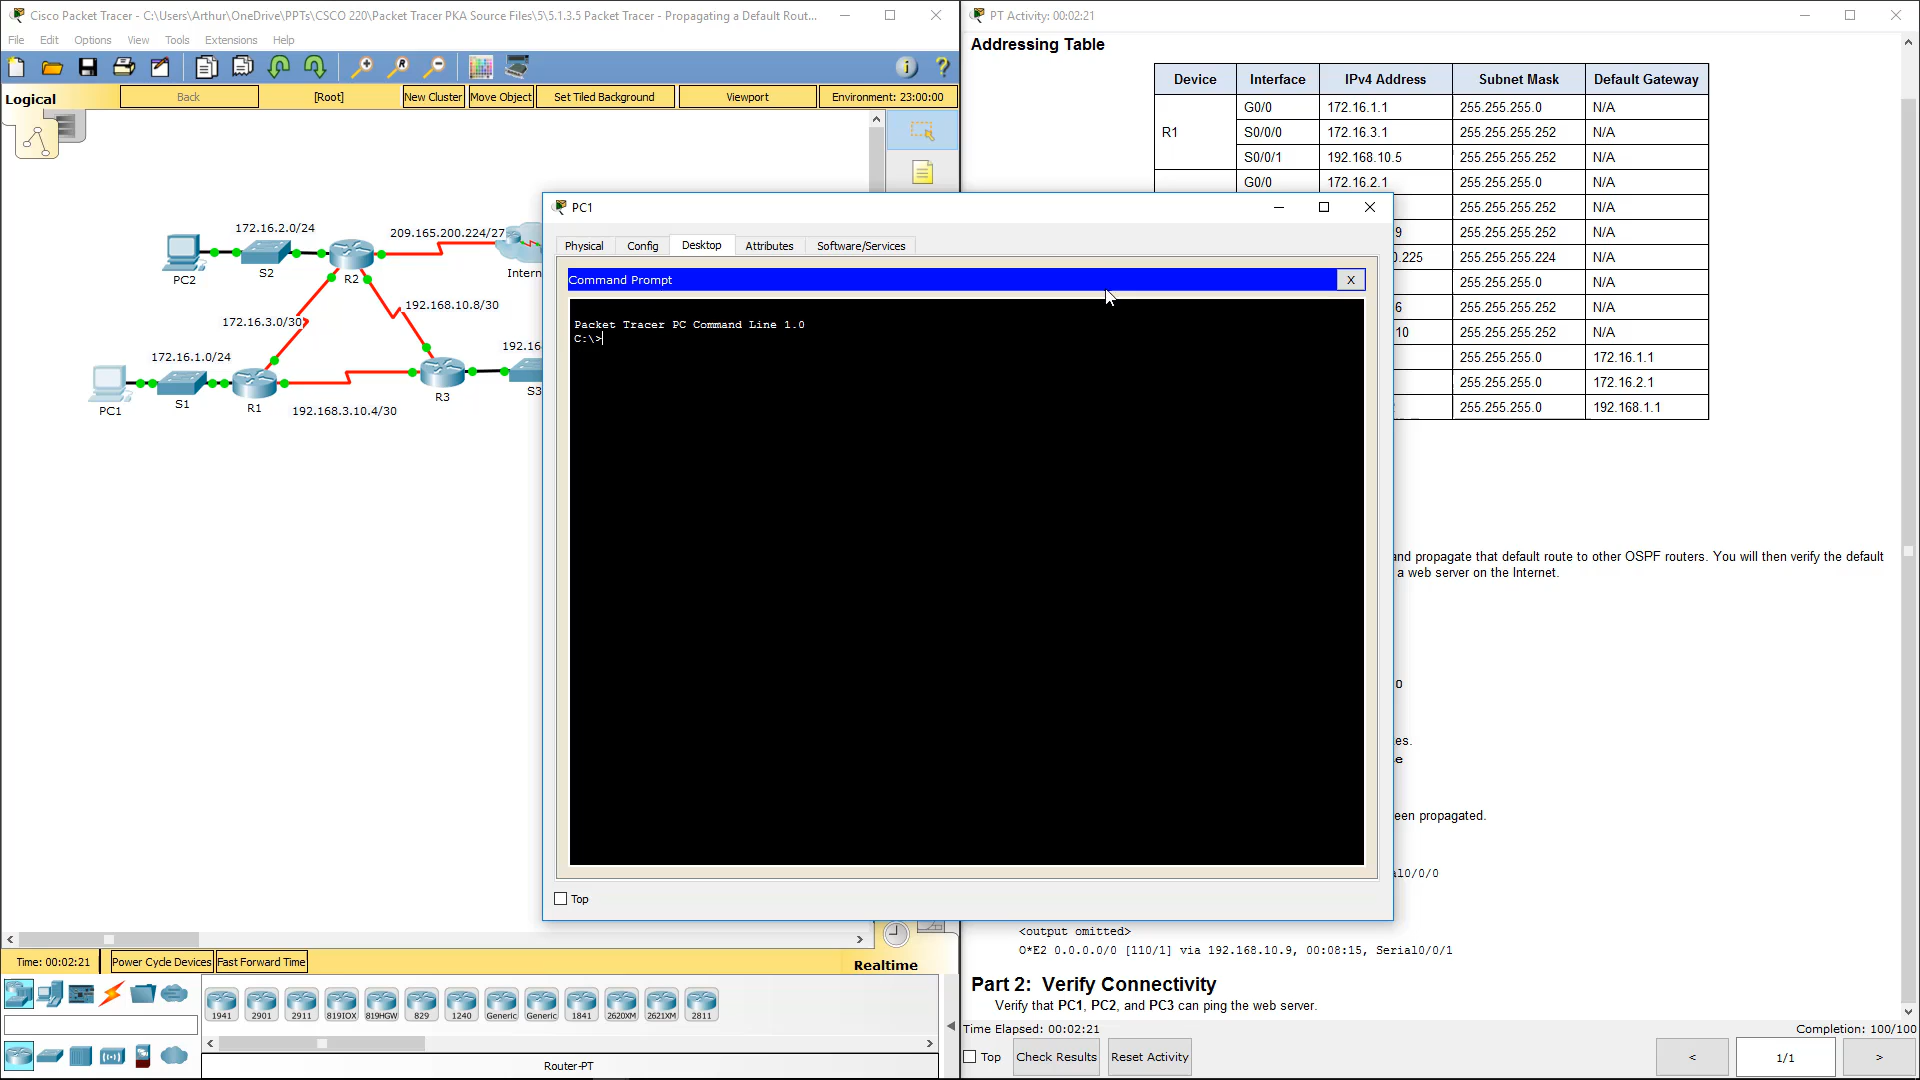 Cisco Packet Tracer - C:\Users\Arthur\OneDrive\PPTs\CSCO 220\Packet Tracer PKA Source Files\5\5.1.3.5 Packet Tracer - Propagating a Default Rout...
File Edit Options View Tools Extensions Help
Logical Back [Root] New Cluster Move Object Set Tiled Background Viewport Environment: 23:00:00
172.16.2.0/24
209.165.200.224/27
PC2
S2
R2
Intern
192.168.10.8/30
172.16.3.0/30
172.16.1.0/24
192.16
PC1
S1
R1
R3
S3
192.168.3.10.4/30
PC1
Physical Config Desktop Attributes Software/Services
Command Prompt X
Packet Tracer PC Command Line 1.0
C:\>
Top
Time: 00:02:21 Power Cycle Devices Fast Forward Time Realtime
1941 2901 2911 819IOX 819HGW 829 1240 Generic Generic 1841 2620XM 2621XM 2811
Router-PT
PT Activity: 00:02:21
Addressing Table
Device Interface IPv4 Address Subnet Mask Default Gateway
R1
G0/0 172.16.1.1 255.255.255.0 N/A
S0/0/0 172.16.3.1 255.255.255.252 N/A
S0/0/1 192.168.10.5 255.255.255.252 N/A
G0/0 172.16.2.1 255.255.255.0 N/A
255.255.255.252 N/A
9 255.255.255.252 N/A
.225 255.255.255.224 N/A
255.255.255.0 N/A
6 255.255.255.252 N/A
10 255.255.255.252 N/A
255.255.255.0 172.16.1.1
255.255.255.0 172.16.2.1
255.255.255.0 192.168.1.1
and propagate that default route to other OSPF routers. You will then verify the default
a web server on the Internet.
0
es.
e
een propagated.
al0/0/0
<output omitted>
O*E2 0.0.0.0/0 [110/1] via 192.168.10.9, 00:08:15, Serial0/0/1
Part 2: Verify Connectivity
Verify that PC1, PC2, and PC3 can ping the web server.
Time Elapsed: 00:02:21 Completion: 100/100
Top Check Results Reset Activity < 1/1 >